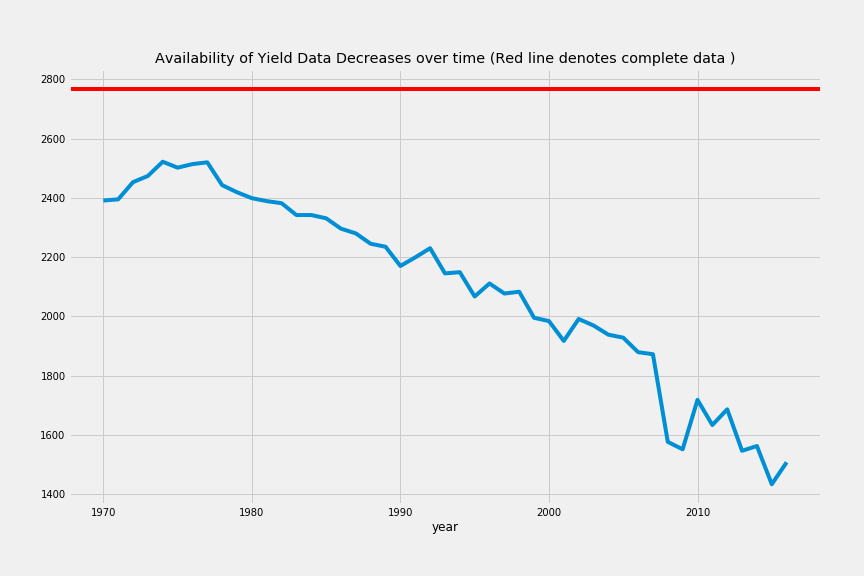 Availability of Yield Data Decreases over time (Red line denotes complete data )
2800
2600
2400
2200
2000
1800
1600
1400
1970 1980 1990 2000 2010
year